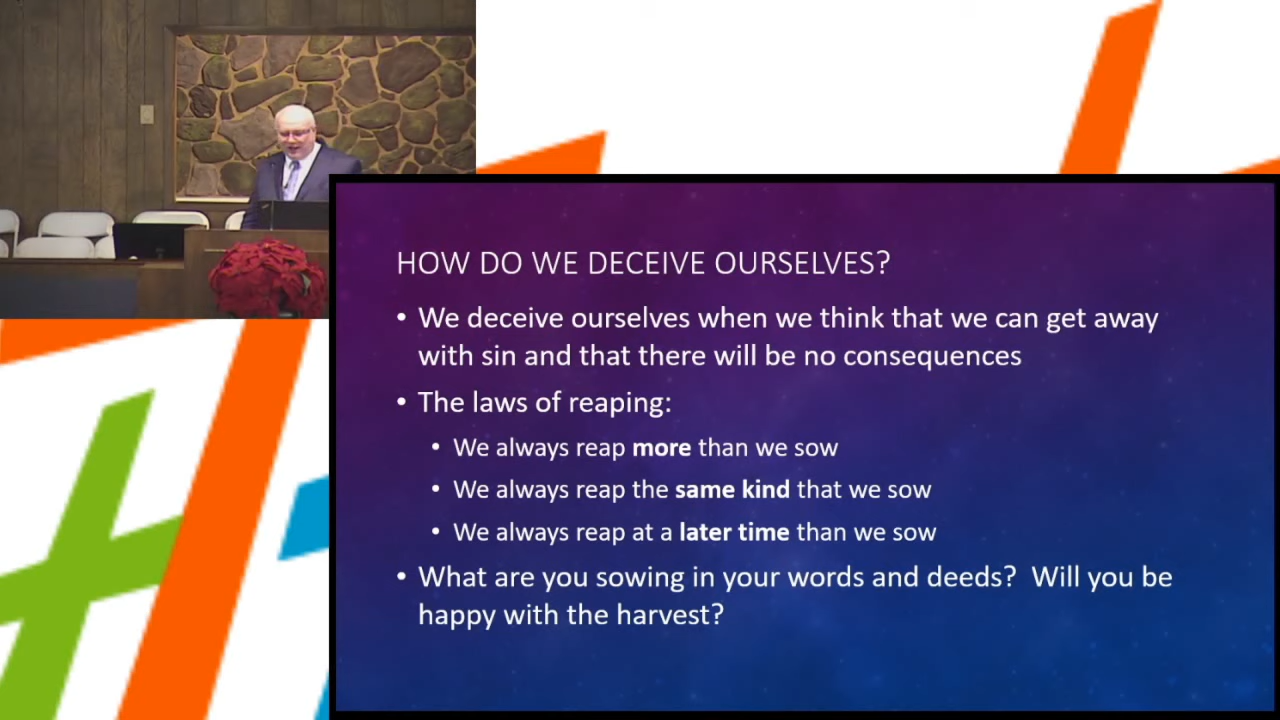 HOW DO WE DECEIVE OURSELVES?
• We deceive ourselves when we think that we can get away
with sin and that there will be no consequences
• The laws of reaping:
• We always reap more than we sow
• We always reap the same kind that we sow
• We always reap at a later time than we sow
• What are you sowing in your words and deeds?  Will you be
happy with the harvest?